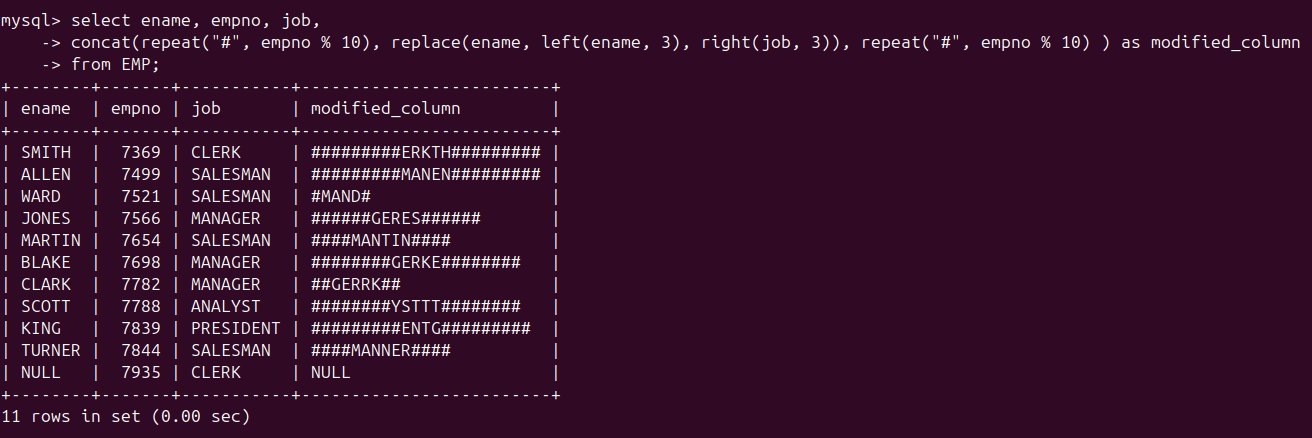 mysql> select ename, empno, job,
    -> concat(repeat("#", empno % 10), replace(ename, left(ename, 3), right(job, 3)), repeat("#", empno % 10) ) as modified_column
    -> from EMP;
+--------+-------+-----------+-------------------------+
| ename  | empno | job       | modified_column         |
+--------+-------+-----------+-------------------------+
| SMITH  |  7369 | CLERK     | #########ERKTH######### |
| ALLEN  |  7499 | SALESMAN  | #########MANEN######### |
| WARD   |  7521 | SALESMAN  | #MAND#                  |
| JONES  |  7566 | MANAGER   | ######GERES######       |
| MARTIN |  7654 | SALESMAN  | ####MANTIN####          |
| BLAKE  |  7698 | MANAGER   | ########GERKE########   |
| CLARK  |  7782 | MANAGER   | ##GERRK##               |
| SCOTT  |  7788 | ANALYST   | ########YSTTT########   |
| KING   |  7839 | PRESIDENT | #########ENTG#########  |
| TURNER |  7844 | SALESMAN  | ####MANNER####          |
| NULL   |  7935 | CLERK     | NULL                    |
+--------+-------+-----------+-------------------------+
11 rows in set (0.00 sec)